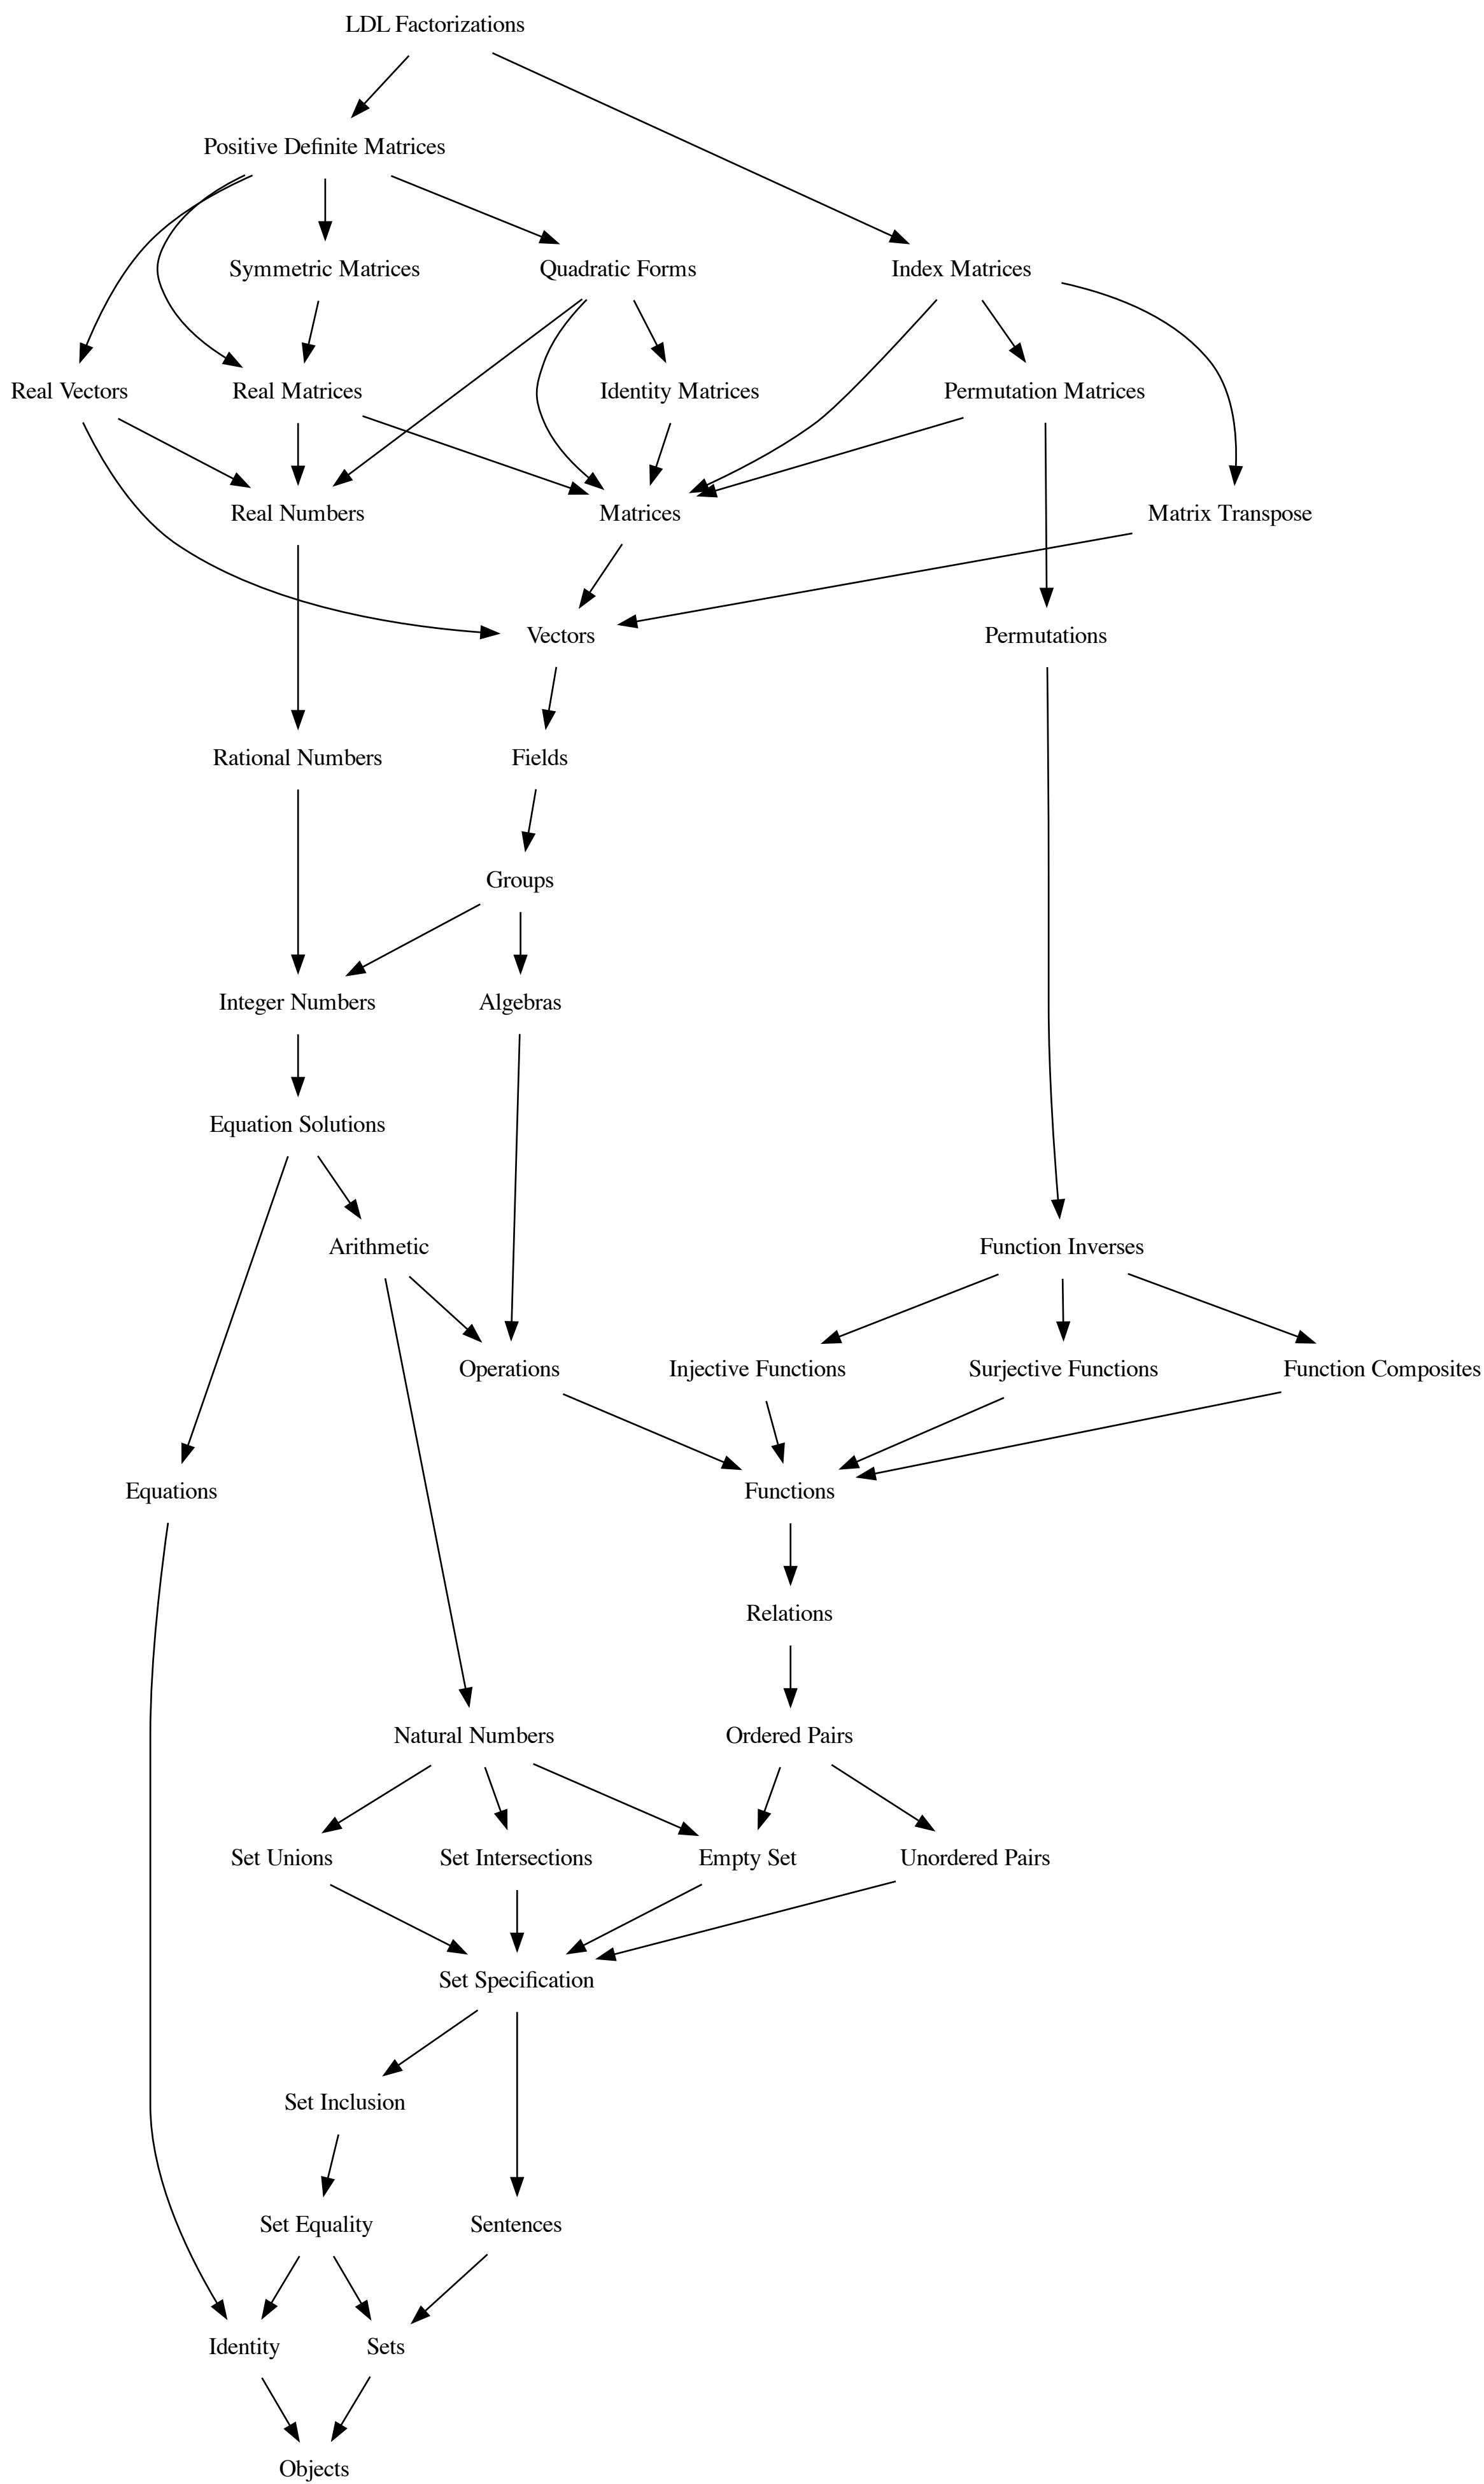 LDL Factorizations
Positive Definite Matrices
Symmetric Matrices
Quadratic Forms
Index Matrices
Real Vectors
Real Matrices
Identity Matrices
Permutation Matrices
Real Numbers
Matrices
Matrix Transpose
Vectors
Permutations
Rational Numbers
Fields
Groups
Integer Numbers
Algebras
Equation Solutions
Arithmetic
Function Inverses
Operations
Injective Functions
Surjective Functions
Function Composites
Equations
Functions
Relations
Natural Numbers
Ordered Pairs
Set Unions
Set Intersections
Empty Set
Unordered Pairs
Set Specification
Set Inclusion
Set Equality
Sentences
Identity
Sets
Objects